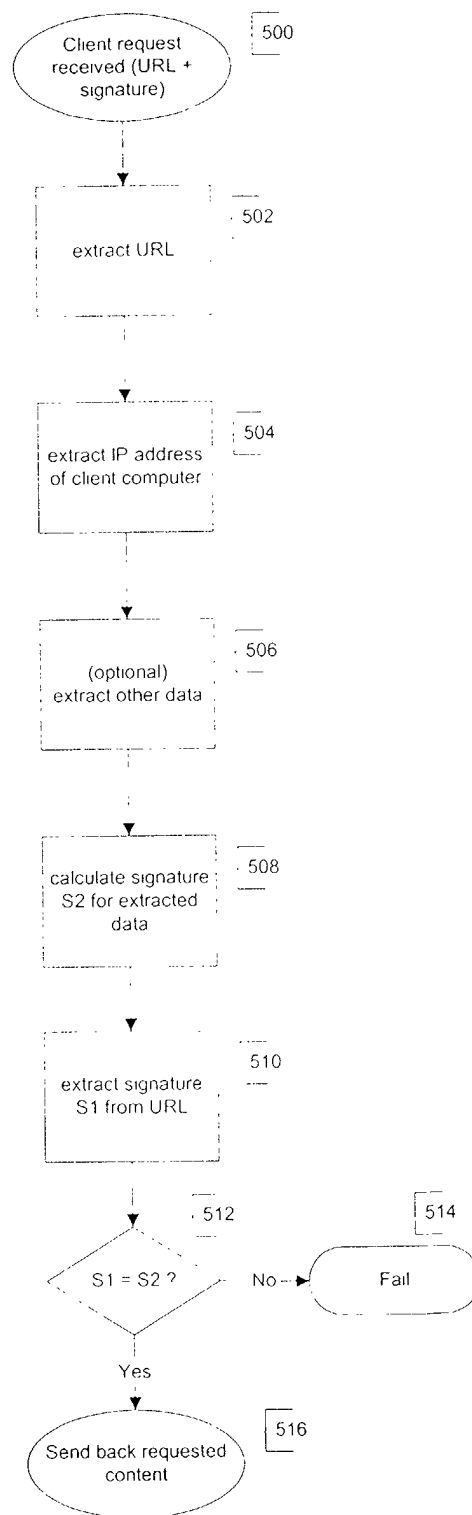 Client request
received (URL +
signature)
500
extract URL
502
extract IP address
of client computer
504
(optional)
extract other data
506
calculate signature
S2 for extracted
data
508
extract signature
S1 from URL
510
S1 = S2 ?
512
No
Fail
514
Yes
Send back requested
content
516